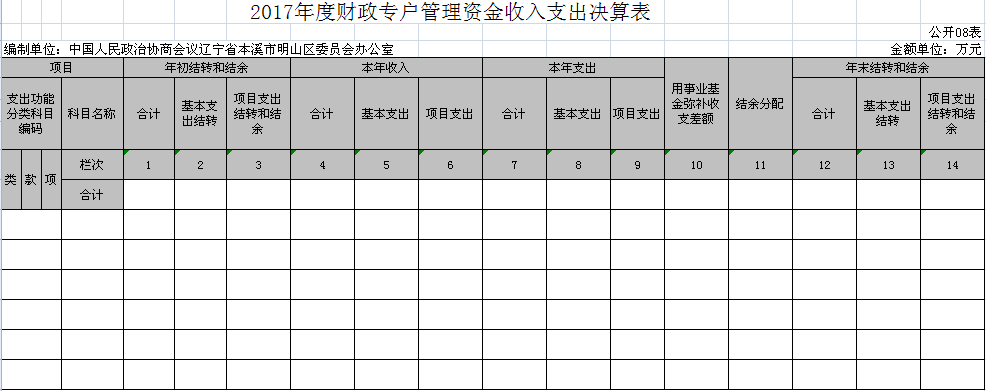 2017年度财政专户管理资金收入支出决算表
公开08表
编制单位：中国人民政治协商会议辽宁省本溪市明山区委员会办公室 金额单位：万元
项目 年初结转和结余 本年收入 本年支出 用事业基金弥补收支差额 结余分配 年末结转和结余
支出功能分类科目编码 科目名称 合计 基本支出结转 项目支出结转和结余 合计 基本支出 项目支出 合计 基本支出 项目支出 合计 基本支出结转 项目支出结转和结余
类 款 项 栏次 1 2 3 4 5 6 7 8 9 10 11 12 13 14
合计